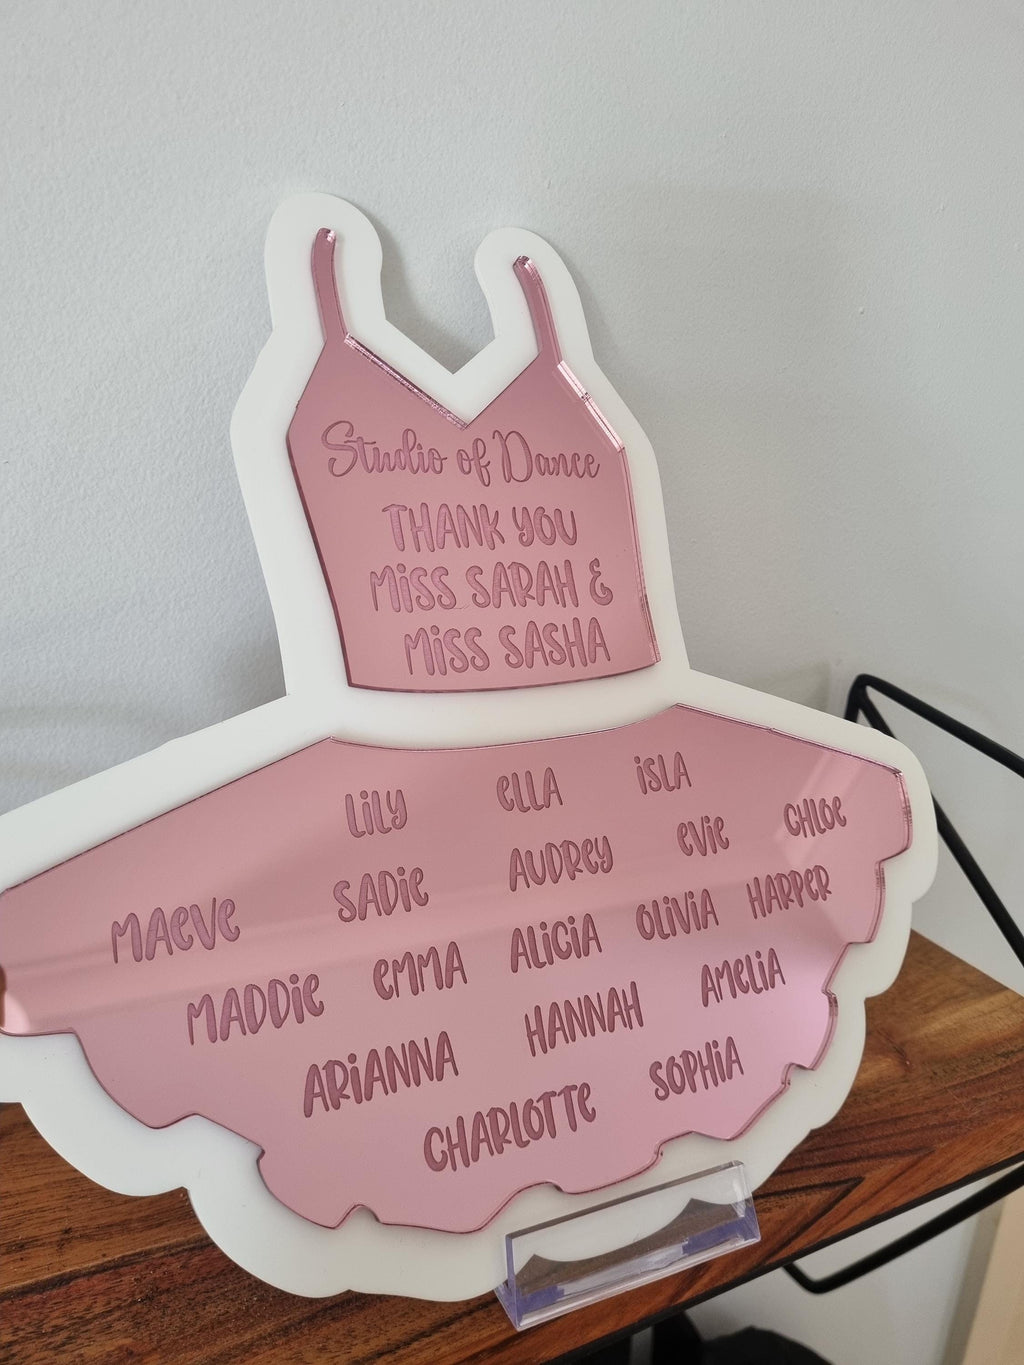 Studio of Dance
THANK YOU
MiSS SARAH &
MiSS SASHA
LiLY eLLA iSLA
MAeVe SADie AUDReY eVie CHLOe
MADDie eMMA ALiCiA OLiViA HARPeR
ARiANNA HANNAH AMeLiA
CHARLOTTe SOPHiA